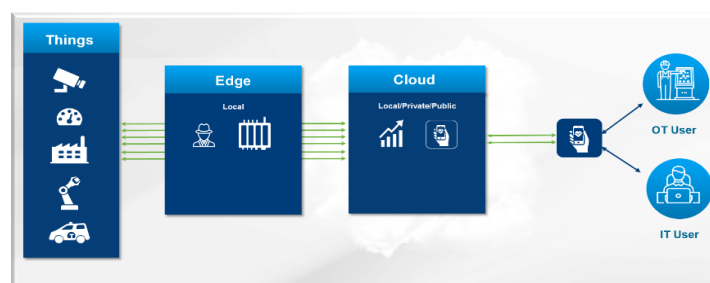 Things
Edge
Local
Cloud
Local/Private/Public
OT User
IT User